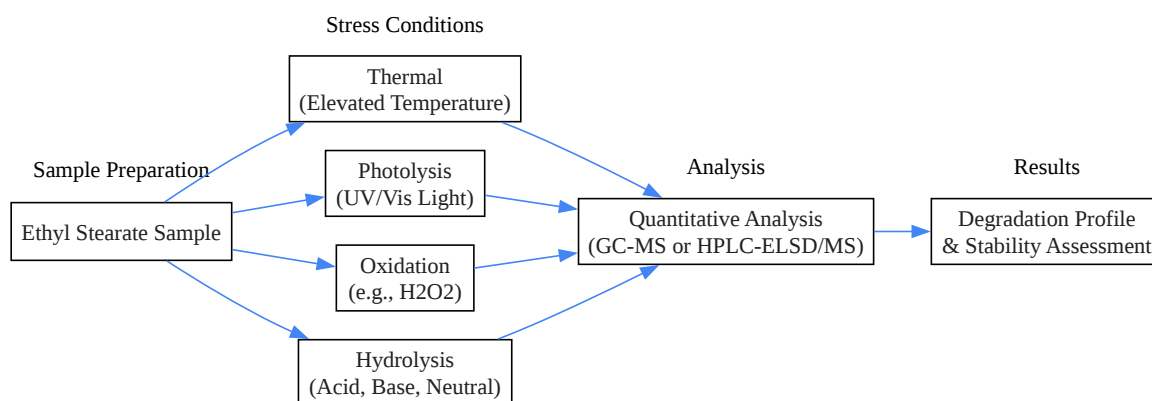 Stress Conditions
Thermal
(Elevated Temperature)
Sample Preparation
Photolysis
(UV/Vis Light)
Analysis
Results
Ethyl Stearate Sample
Quantitative Analysis
(GC-MS or HPLC-ELSD/MS)
Degradation Profile
& Stability Assessment
Oxidation
(e.g., H2O2)
Hydrolysis
(Acid, Base, Neutral)